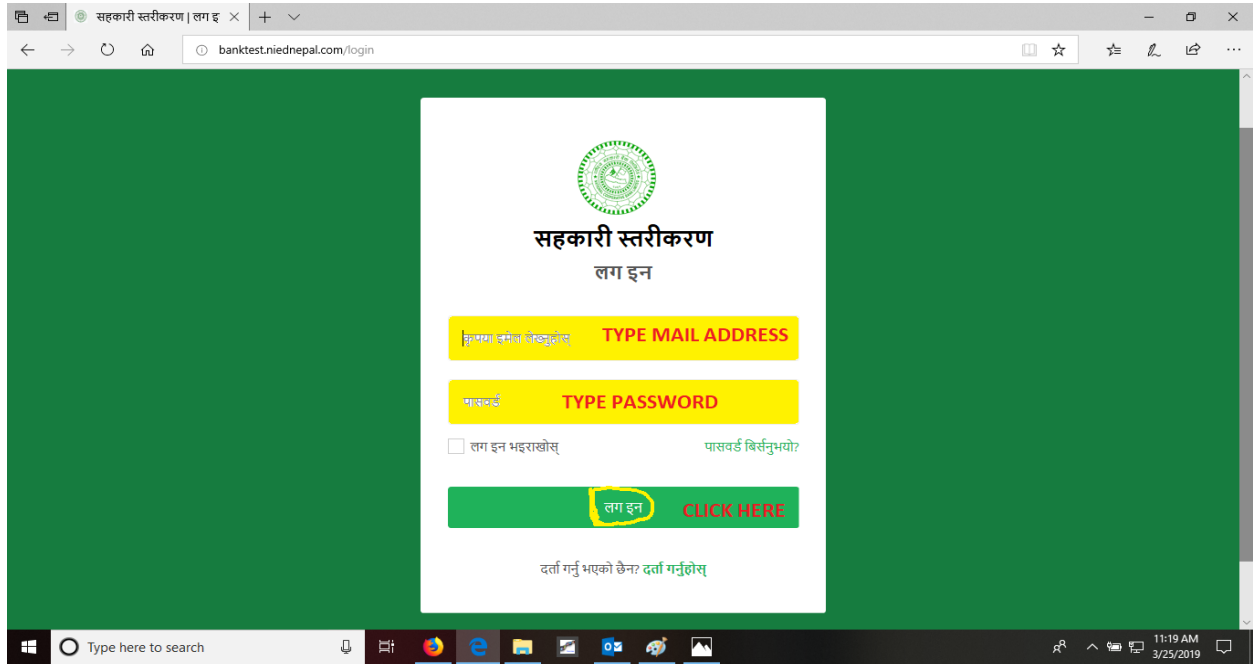 सहकारी स्तरीकरण | लग इ
banktest.niednepal.com/login
सहकारी स्तरीकरण
लग इन
कृपया इमेल लेख्नुहोस् TYPE MAIL ADDRESS
पासवर्ड TYPE PASSWORD
लग इन भइराखोस् पासवर्ड बिर्सनुभयो?
लग इन CLICK HERE
दर्ता गर्नु भएको छैन? दर्ता गर्नुहोस्
Type here to search
11:19 AM
3/25/2019